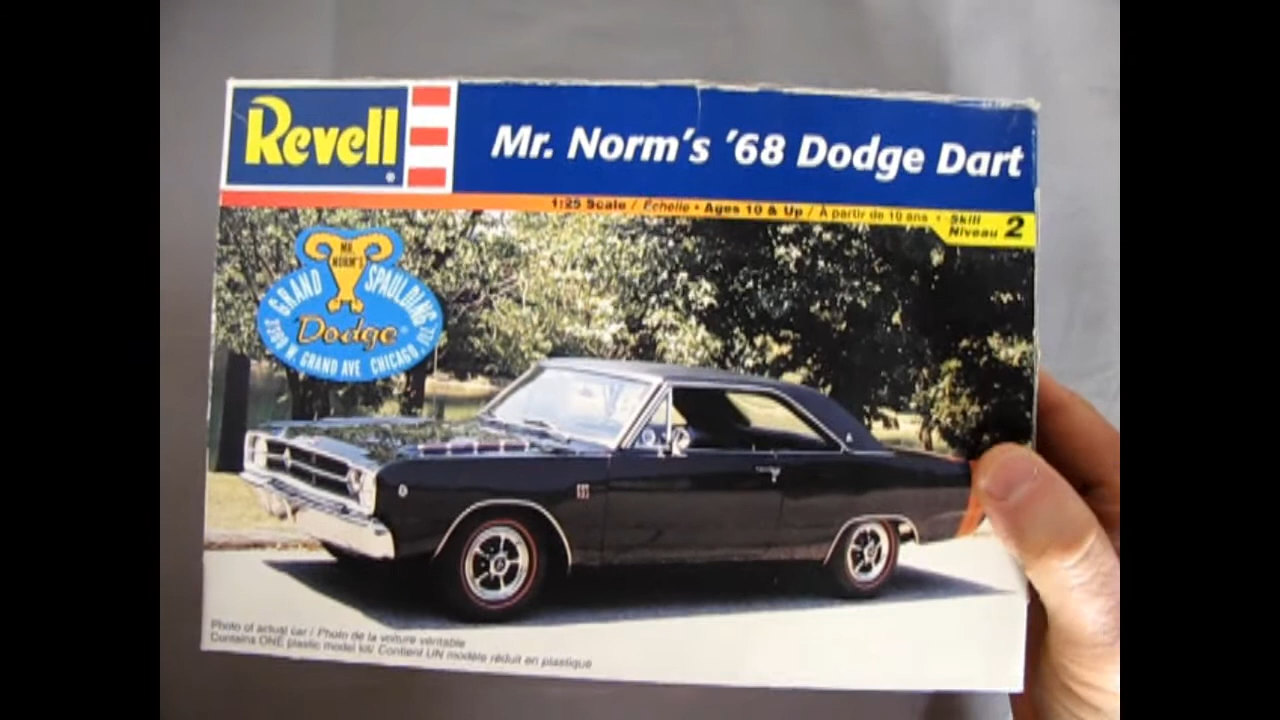 Revell®
Mr. Norm's '68 Dodge Dart
1:25 Scale / Échelle • Ages 10 & Up / À partir de 10 ans • Skill Niveau 2
MR. NORM'S
GRAND SPAULDING
Dodge
W. GRAND AVE CHICAGO, ILL.
Photo of actual car / Photo de la voiture véritable
Contains ONE plastic model kit/ Contient UN modèle réduit en plastique